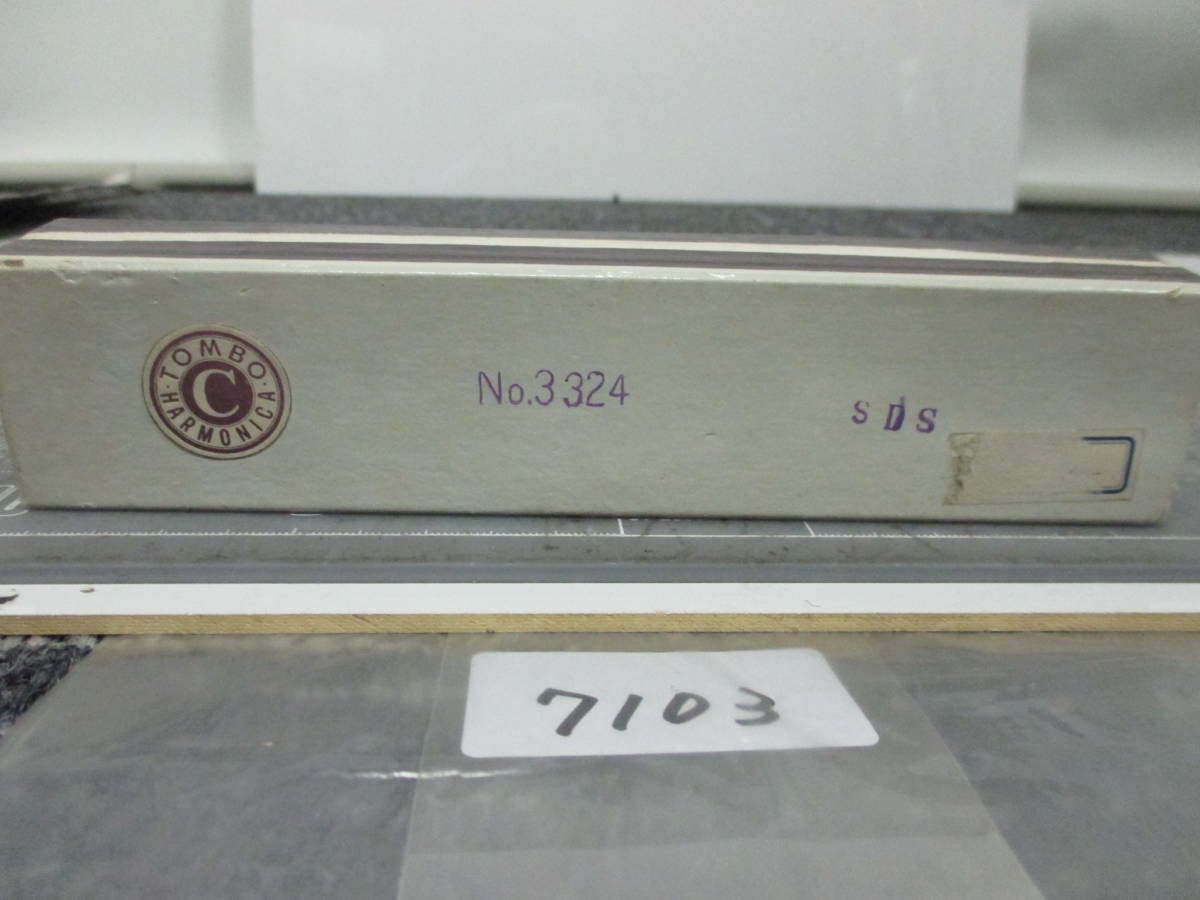 TOMBO
C
HARMONICA
No.3324
SDS
7103